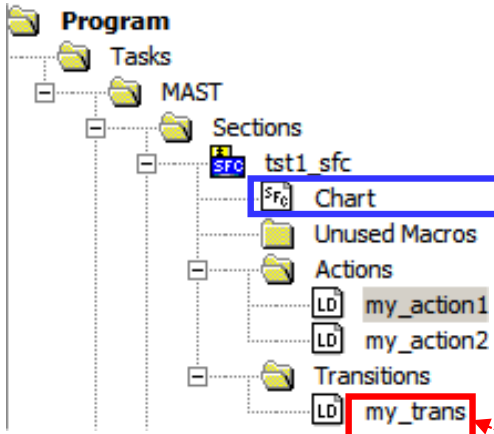 Program
Tasks
MAST
Sections
SFC tst1_sfc
SFC Chart
Unused Macros
Actions
LD my_action1
LD my_action2
Transitions
LD my_trans